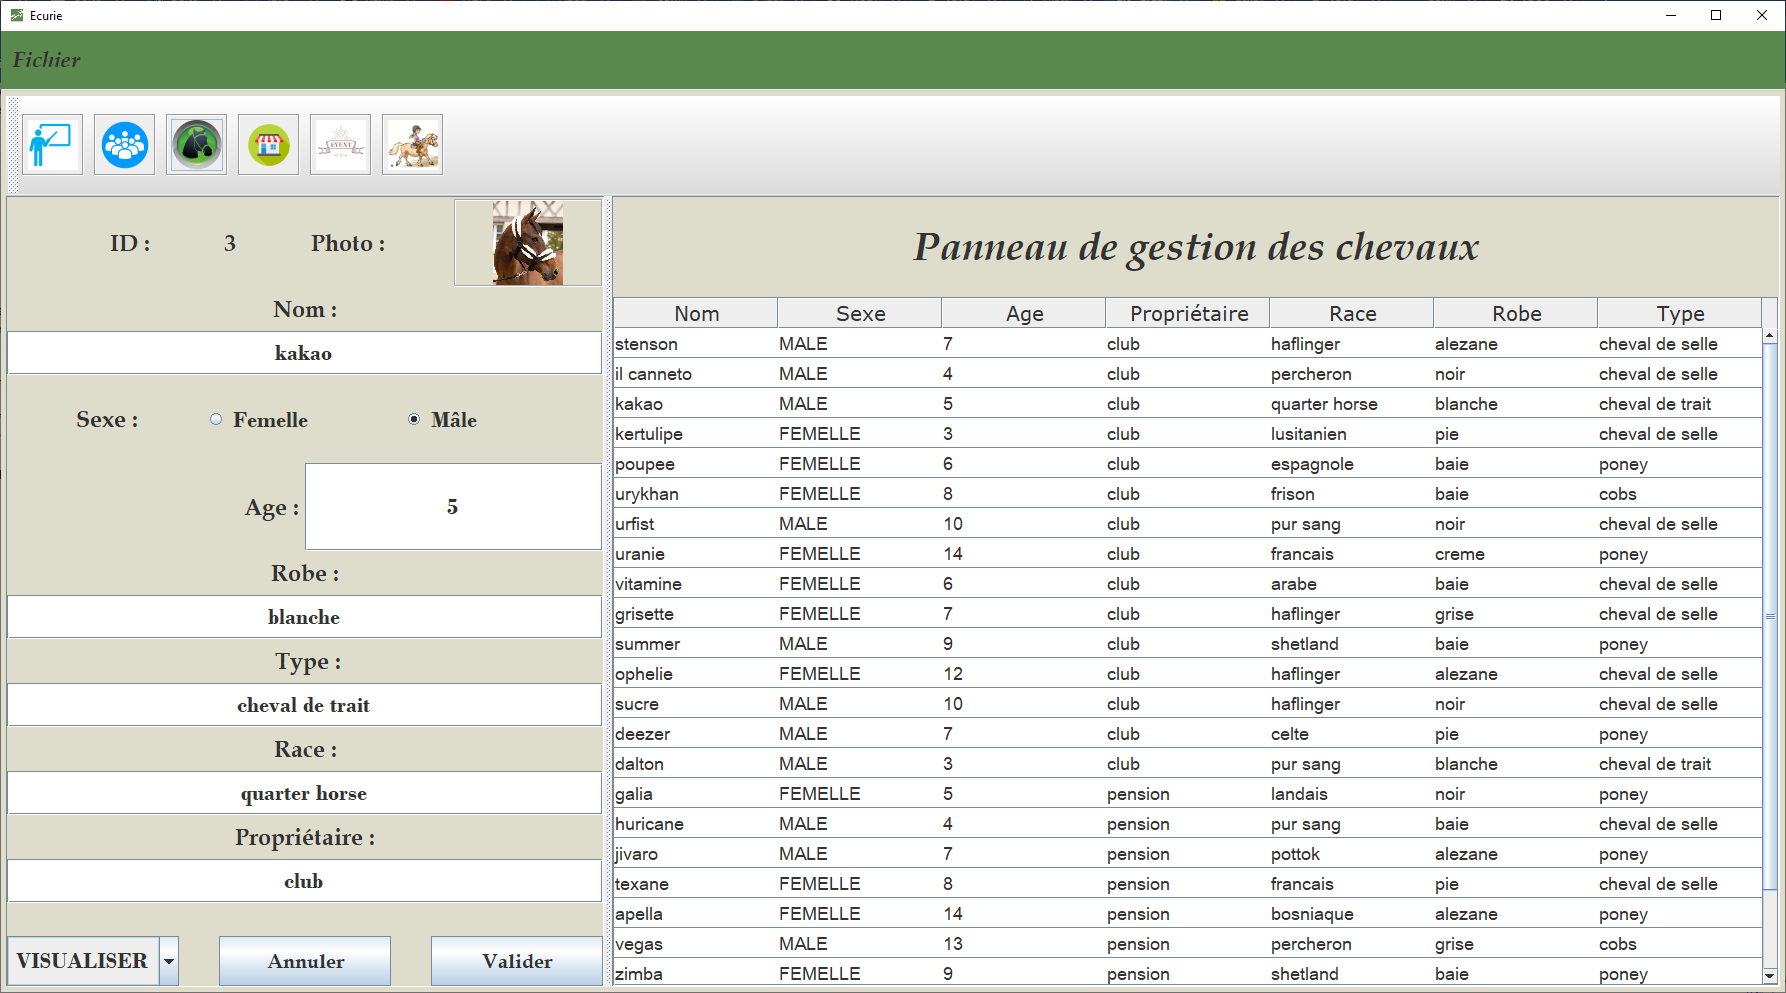 Ecurie
Fichier
EVENT
ID : 3 Photo :
Nom :
kakao
Sexe : Femelle Mâle
Age : 5
Robe :
blanche
Type :
cheval de trait
Race :
quarter horse
Propriétaire :
club
VISUALISER Annuler Valider
Panneau de gestion des chevaux
Nom Sexe Age Propriétaire Race Robe Type
stenson MALE 7 club haflinger alezane cheval de selle
il canneto MALE 4 club percheron noir cheval de selle
kakao MALE 5 club quarter horse blanche cheval de trait
kertulipe FEMELLE 3 club lusitanien pie cheval de selle
poupee FEMELLE 6 club espagnole baie poney
urykhan FEMELLE 8 club frison baie cobs
urfist MALE 10 club pur sang noir cheval de selle
uranie FEMELLE 14 club francais creme poney
vitamine FEMELLE 6 club arabe baie cheval de selle
grisette FEMELLE 7 club haflinger grise cheval de selle
summer MALE 9 club shetland baie poney
ophelie FEMELLE 12 club haflinger alezane cheval de selle
sucre MALE 10 club haflinger noir cheval de selle
deezer MALE 7 club celte pie poney
dalton MALE 3 club pur sang blanche cheval de trait
galia FEMELLE 5 pension landais noir poney
huricane MALE 4 pension pur sang baie cheval de selle
jivaro MALE 7 pension pottok alezane poney
texane FEMELLE 8 pension francais pie cheval de selle
apella FEMELLE 14 pension bosniaque alezane poney
vegas MALE 13 pension percheron grise cobs
zimba FEMELLE 9 pension shetland baie poney